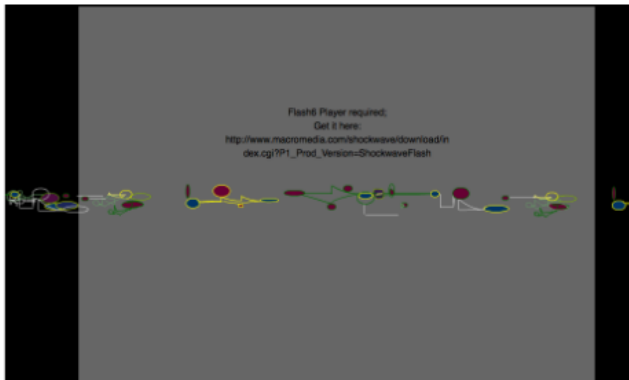 Flash6 Player required;
Get it here:
http://www.macromedia.com/shockwave/download/in
dex.cgi?P1_Prod_Version=ShockwaveFlash